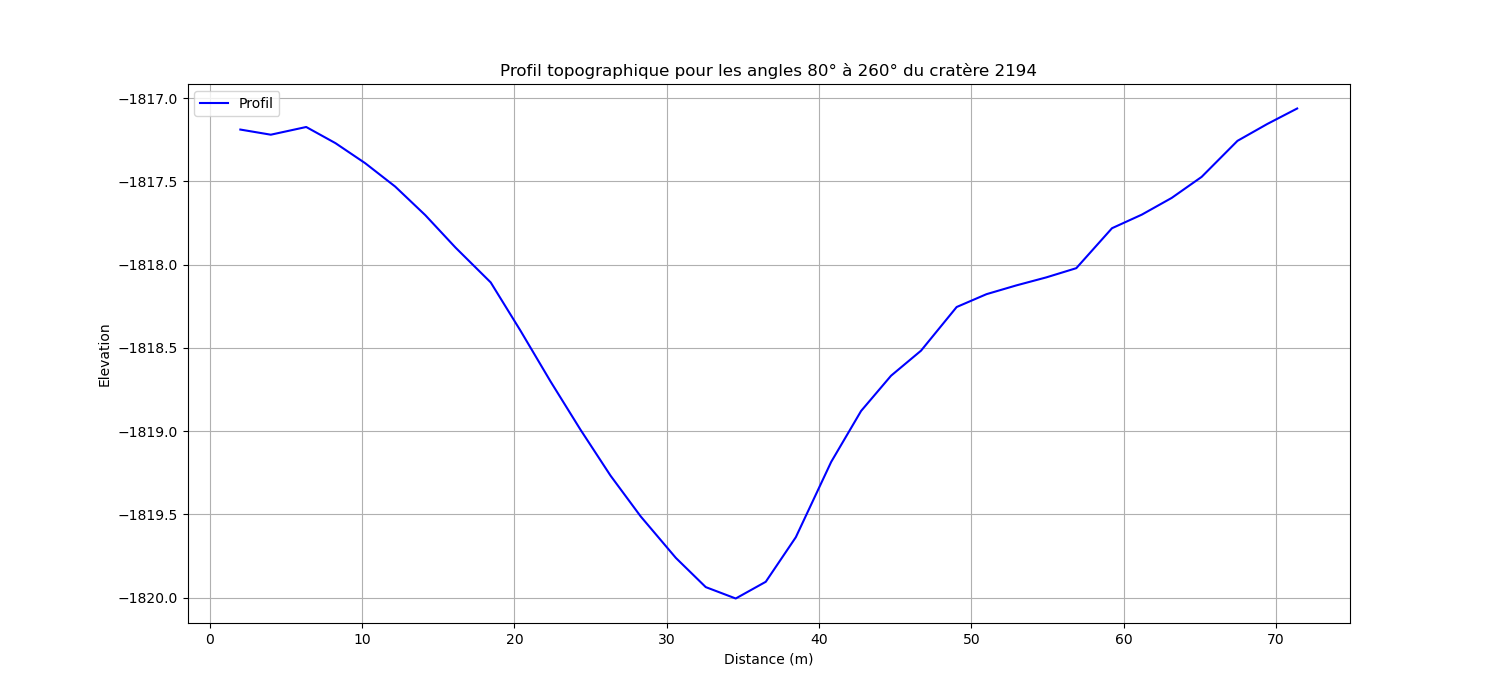 Profil topographique pour les angles 80° à 260° du cratère 2194
Profil
−1817.0
−1817.5
−1818.0
−1818.5
−1819.0
−1819.5
−1820.0
Elevation
0 10 20 30 40 50 60 70
Distance (m)